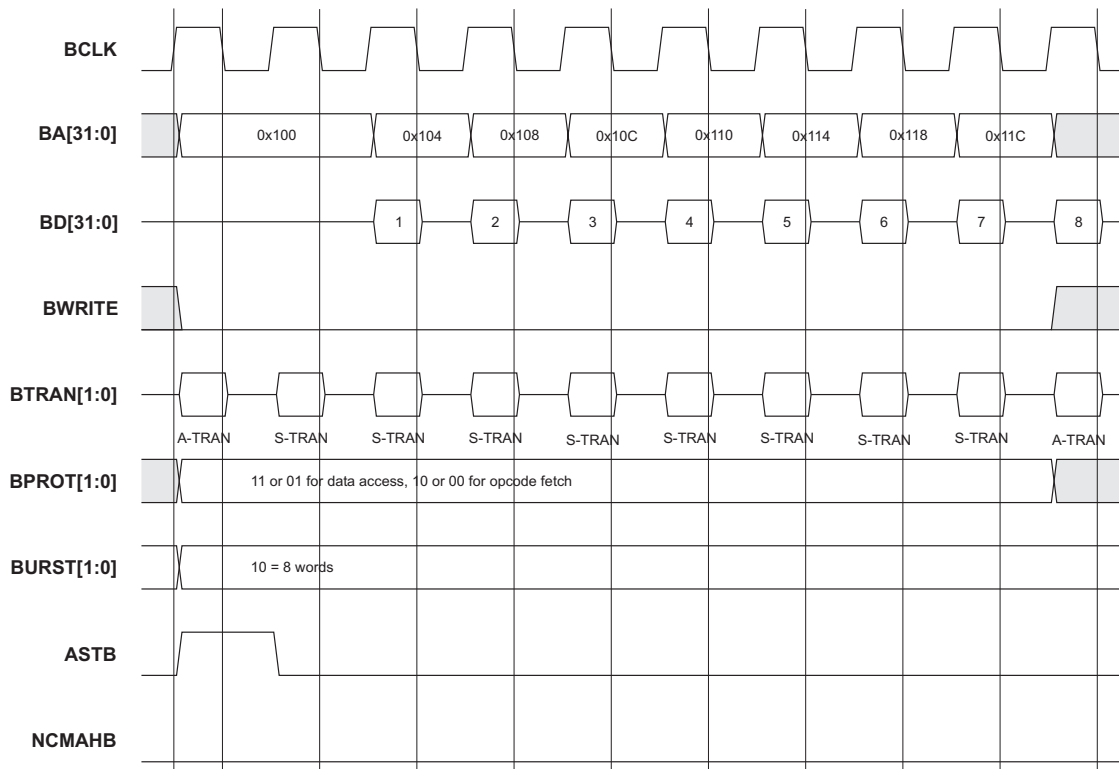 BCLK
BA[31:0]
0x100 0x104 0x108 0x10C 0x110 0x114 0x118 0x11C
BD[31:0]
1 2 3 4 5 6 7 8
BWRITE
BTRAN[1:0]
A-TRAN S-TRAN S-TRAN S-TRAN S-TRAN S-TRAN S-TRAN S-TRAN S-TRAN A-TRAN
BPROT[1:0]
11 or 01 for data access, 10 or 00 for opcode fetch
BURST[1:0]
10 = 8 words
ASTB
NCMAHB